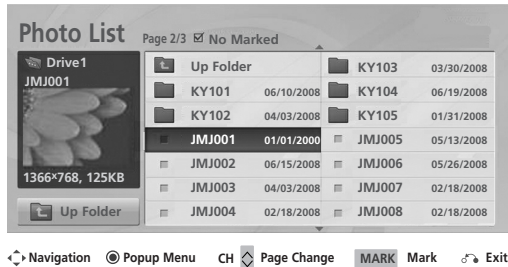 Photo List Page 2/3 No Marked
Drive1
JMJ001
1366×768, 125KB
Up Folder
Up Folder
KY101 06/10/2008
KY102 04/03/2008
JMJ001 01/01/2000
JMJ002 06/15/2008
JMJ003 04/03/2008
JMJ004 02/18/2008
KY103 03/30/2008
KY104 06/19/2008
KY105 01/31/2008
JMJ005 05/13/2008
JMJ006 05/26/2008
JMJ007 02/18/2008
JMJ008 02/18/2008
Navigation Popup Menu CH Page Change MARK Mark Exit